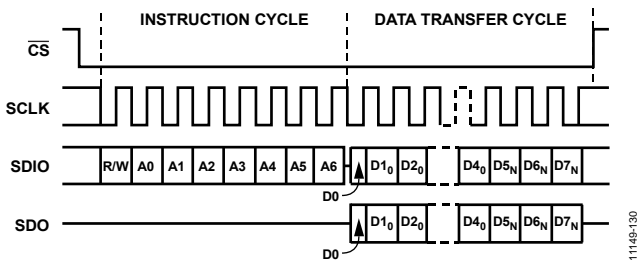 INSTRUCTION CYCLE DATA TRANSFER CYCLE
CS
SCLK
SDIO R/W A0 A1 A2 A3 A4 A5 A6 D10 D20 D40 D5N D6N D7N
D0
SDO D10 D20 D40 D5N D6N D7N
D0
11149-130